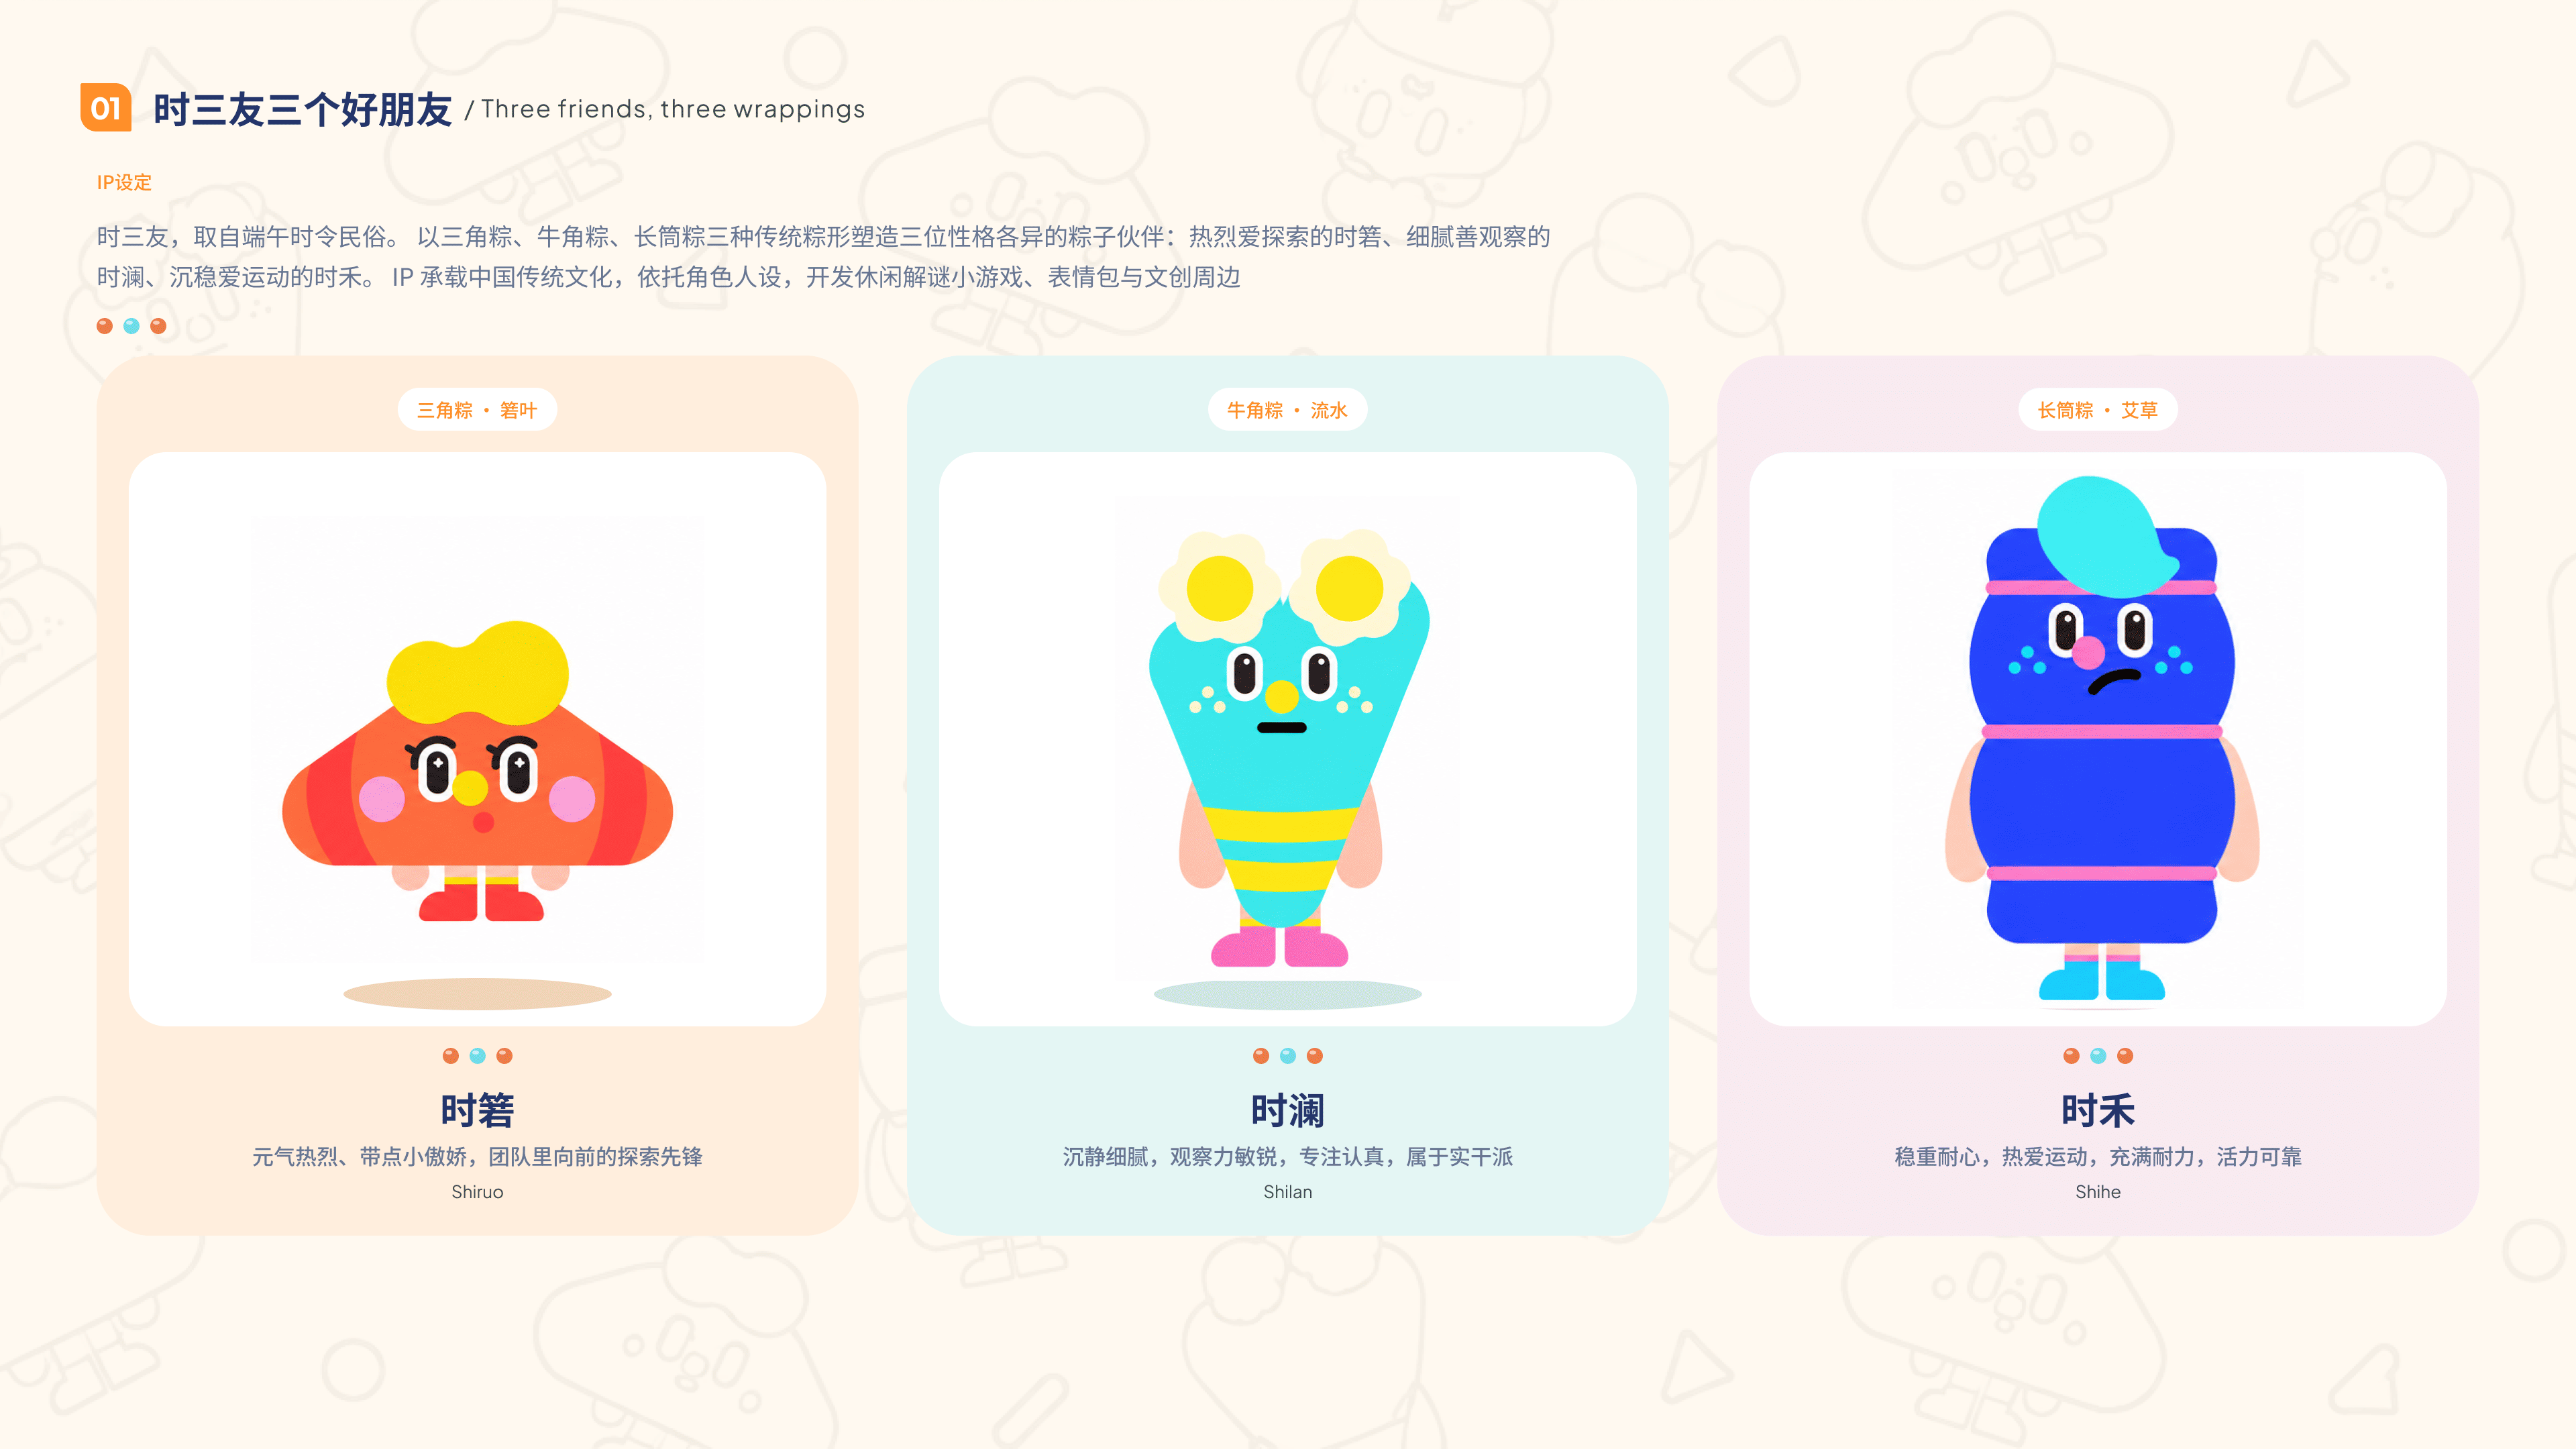 01 时三友三个好朋友 / Three friends, three wrappings
IP设定
时三友，取自端午时令民俗。 以三角粽、牛角粽、长筒粽三种传统粽形塑造三位性格各异的粽子伙伴：热烈爱探索的时箬、细腻善观察的
时澜、沉稳爱运动的时禾。 IP 承载中国传统文化，依托角色人设，开发休闲解谜小游戏、表情包与文创周边
三角粽 · 箬叶
时箬
元气热烈、带点小傲娇，团队里向前的探索先锋
Shiruo
牛角粽 · 流水
时澜
沉静细腻，观察力敏锐，专注认真，属于实干派
Shilan
长筒粽 · 艾草
时禾
稳重耐心，热爱运动，充满耐力，活力可靠
Shihe